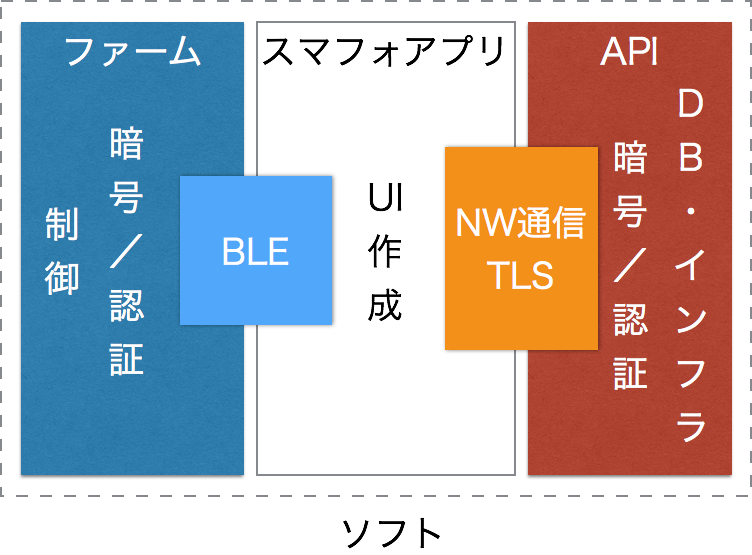 ファーム
制御
暗号／認証
BLE
スマフォアプリ
UI
作
成
NW通信
TLS
API
暗号／認証
DB・インフラ
ソフト